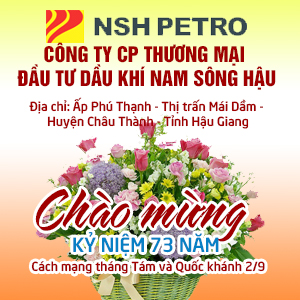 NSH PETRO
CÔNG TY CP THƯƠNG MẠI
ĐẦU TƯ DẦU KHÍ NAM SÔNG HẬU
Địa chỉ: Ấp Phú Thạnh - Thị trấn Mái Dầm -
Huyện Châu Thành - Tỉnh Hậu Giang
Chào mừng
KỶ NIỆM 73 NĂM
Cách mạng tháng Tám và Quốc khánh 2/9